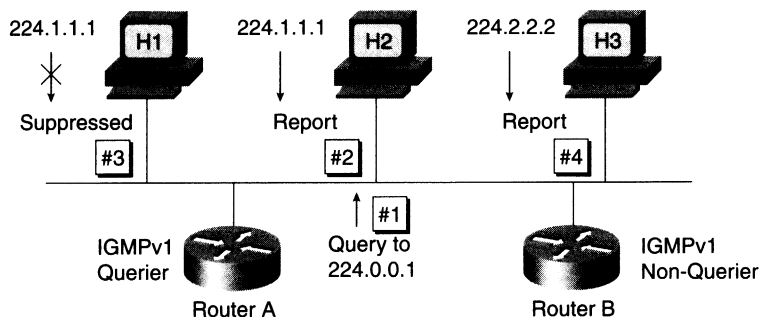 224.1.1.1
H1
224.1.1.1
H2
224.2.2.2
H3
Suppressed
Report
Report
#3
#2
#4
#1
IGMPv1
Querier
Query to
224.0.0.1
IGMPv1
Non-Querier
Router A
Router B